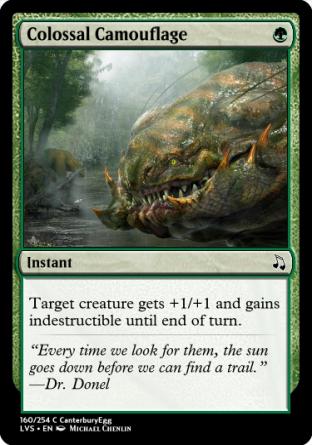 Colossal Camouflage
Instant
Target creature gets +1/+1 and gains
indestructible until end of turn.
“Every time we look for them, the sun
goes down before we can find a trail.”
—Dr. Donel
160/254 C CanterburyEgg
LVS • EN Michael Chenlin